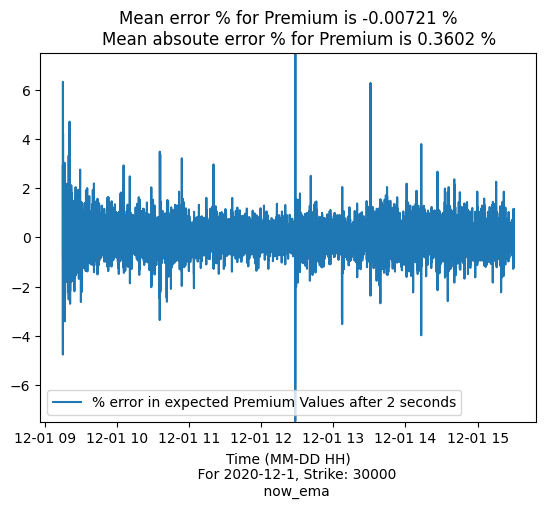 Mean error % for Premium is -0.00721 %
Mean absoute error % for Premium is 0.3602 %
6
4
2
0
−2
−4
−6
% error in expected Premium Values after 2 seconds
12-01 09 12-01 10 12-01 11 12-01 12 12-01 13 12-01 14 12-01 15
Time (MM-DD HH)
For 2020-12-1, Strike: 30000
now_ema